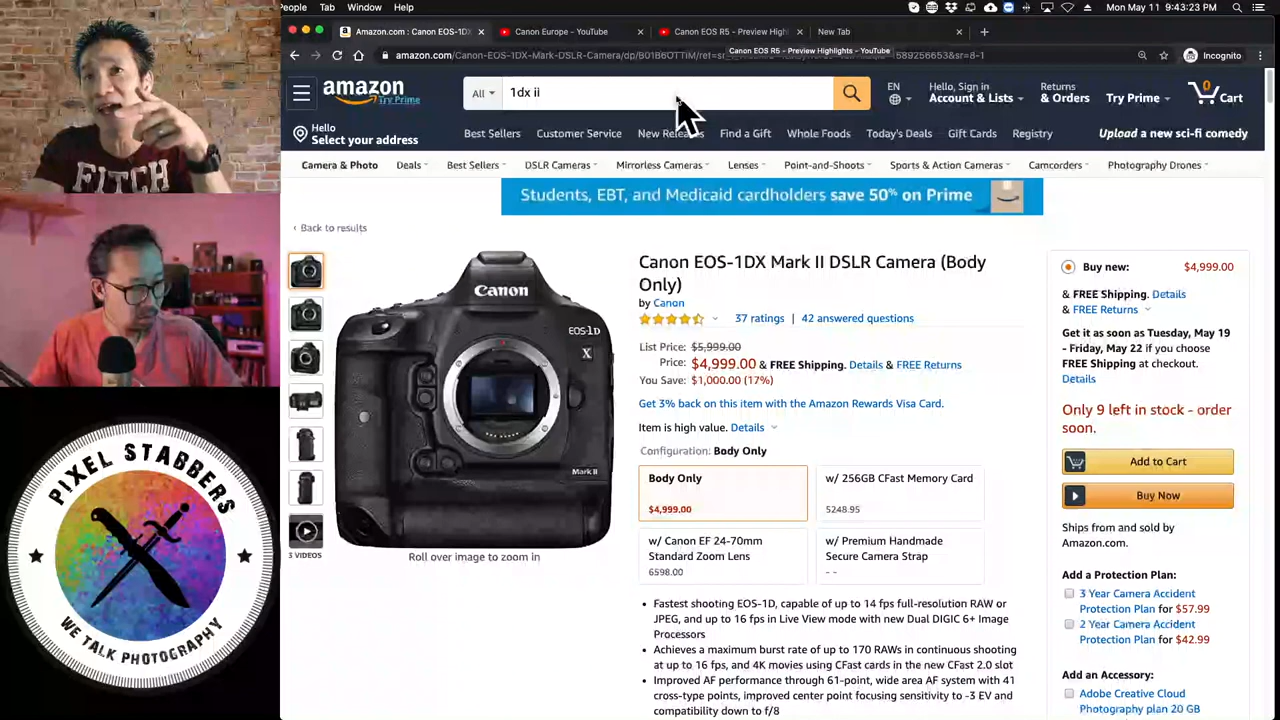 People Tab Window Help
Mon May 11 9:43:23 PM
Amazon.com : Canon EOS-1DX
Canon Europe - YouTube
Canon EOS R5 - Preview High
New Tab
Canon EOS R5 - Preview Highlights - YouTube
amazon.com/Canon-EOS-1DX-Mark-II-DSLR-Camera/dp/
Incognito
amazon
Try Prime
All
1dx ii
EN
Hello, Sign in
Account & Lists
Returns
& Orders
Try Prime
0
Cart
Hello
Select your address
Best Sellers
Customer Service
New Releases
Find a Gift
Whole Foods
Today's Deals
Gift Cards
Registry
Upload a new sci-fi comedy
Camera & Photo
Deals
Best Sellers
DSLR Cameras
Mirrorless Cameras
Lenses
Point-and-Shoots
Sports & Action Cameras
Camcorders
Photography Drones
Students, EBT, and Medicaid cardholders save 50% on Prime
‹ Back to results
FITCH
Canon
EOS-1D
X
Mark II
Roll over image to zoom in
3 VIDEOS
Canon EOS-1DX Mark II DSLR Camera (Body
Only)
by Canon
37 ratings | 42 answered questions
List Price: $5,999.00
Price: $4,999.00 & FREE Shipping. Details & FREE Returns
You Save: $1,000.00 (17%)
Get 3% back on this item with the Amazon Rewards Visa Card.
Item is high value. Details
Configuration: Body Only
Body Only
$4,999.00
w/ 256GB CFast Memory Card
5248.95
w/ Canon EF 24-70mm
Standard Zoom Lens
6598.00
w/ Premium Handmade
Secure Camera Strap
- -
• Fastest shooting EOS-1D, capable of up to 14 fps full-resolution RAW or
JPEG, and up to 16 fps in Live View mode with new Dual DIGIC 6+ Image
Processors
• Achieves a maximum burst rate of up to 170 RAWs in continuous shooting
at up to 16 fps, and 4K movies using CFast cards in the new CFast 2.0 slot
• Improved AF performance through 61-point, wide area AF system with 41
cross-type points, improved center point focusing sensitivity to -3 EV and
compatibility down to f/8
Buy new: $4,999.00
& FREE Shipping. Details
& FREE Returns
Get it as soon as Tuesday, May 19
- Friday, May 22 if you choose
FREE Shipping at checkout.
Details
Only 9 left in stock - order
soon.
Add to Cart
Buy Now
Ships from and sold by
Amazon.com.
Add a Protection Plan:
3 Year Camera Accident
Protection Plan for $57.99
2 Year Camera Accident
Protection Plan for $42.99
Add an Accessory:
Adobe Creative Cloud
Photography plan 20 GB
PIXEL STABBERS
WE TALK PHOTOGRAPHY